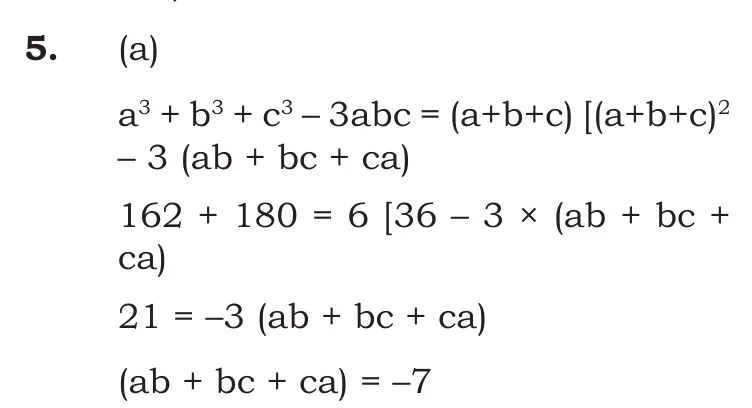 5. (a)
a³ + b³ + c³ – 3abc = (a+b+c) [(a+b+c)²
– 3 (ab + bc + ca)
162 + 180 = 6 [36 – 3 × (ab + bc +
ca)
21 = –3 (ab + bc + ca)
(ab + bc + ca) = –7